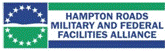 HAMPTON ROADS
MILITARY AND FEDERAL
FACILITIES ALLIANCE